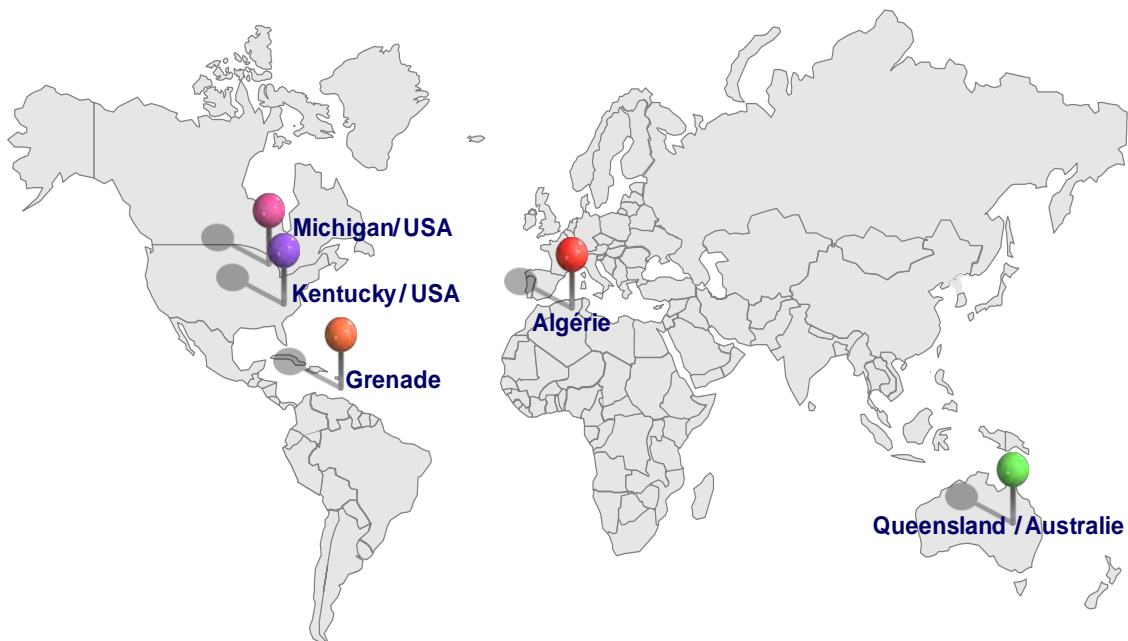 Michigan/ USA
Kentucky / USA
Algérie
Grenade
Queensland / Australie